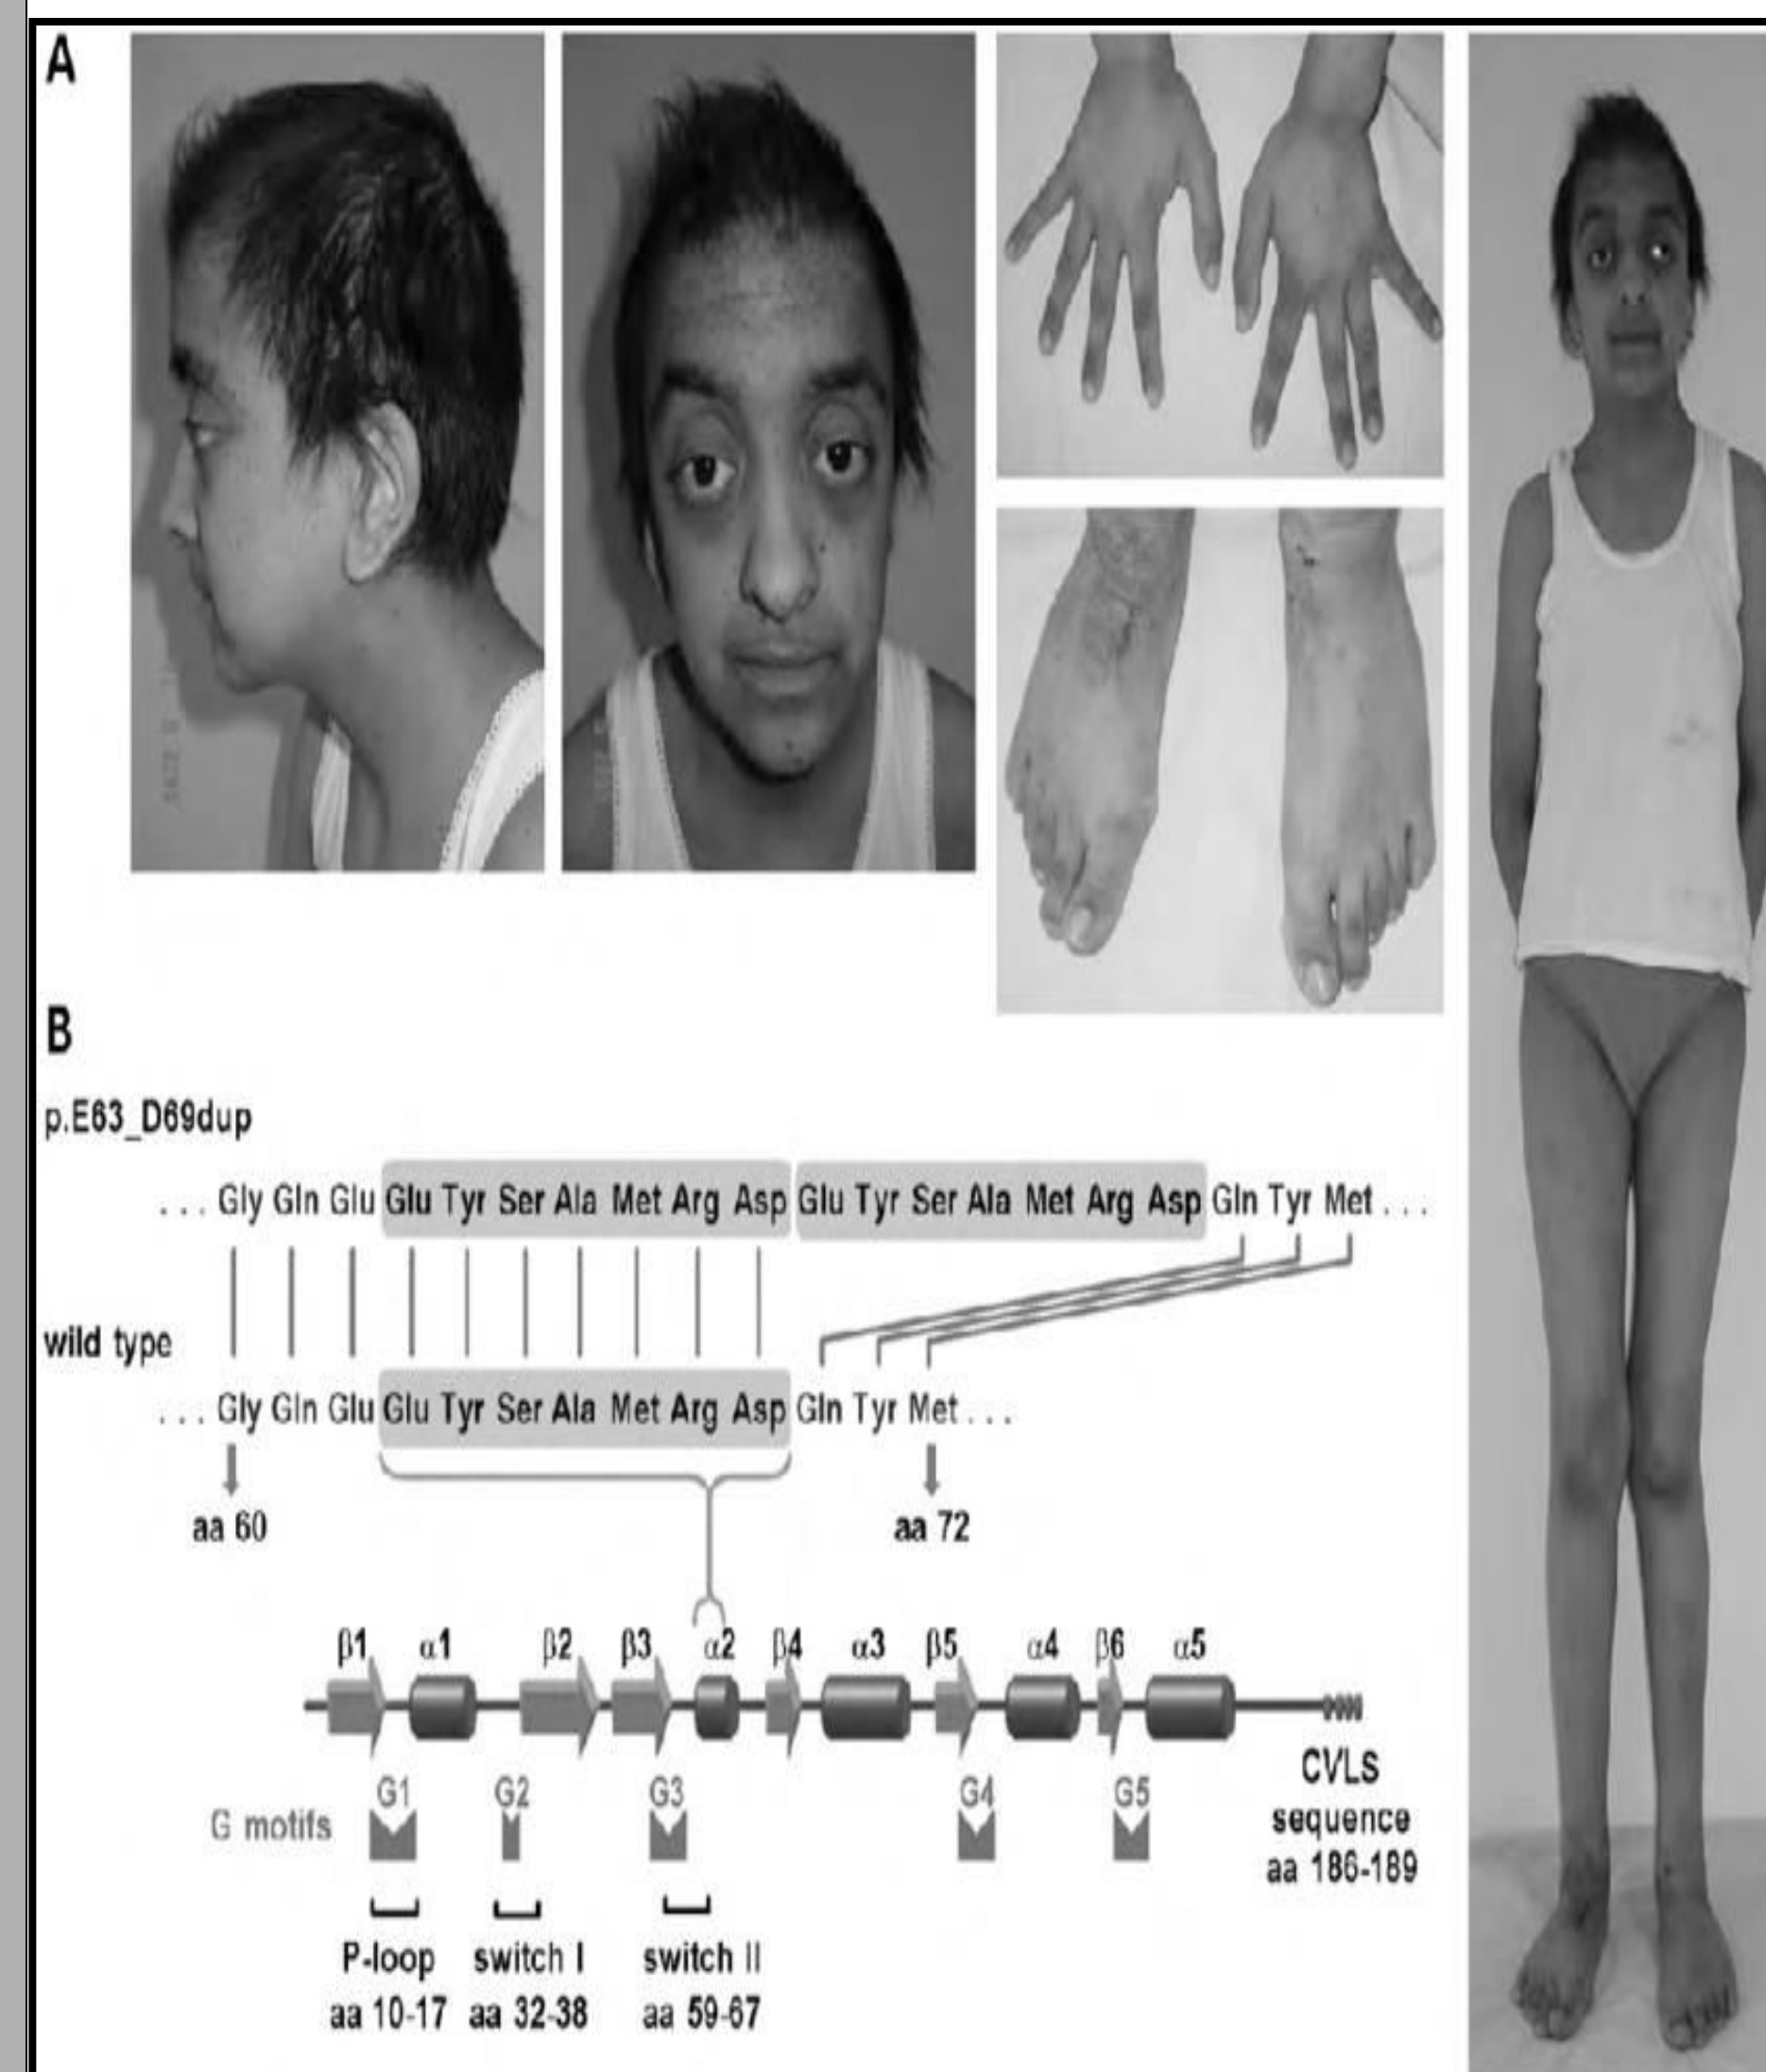 A
B
p.E63_D69dup
. . . Gly Gln Glu Glu Tyr Ser Ala Met Arg Asp Glu Tyr Ser Ala Met Arg Asp Gln Tyr Met . . .
wild type
. . . Gly Gln Glu Glu Tyr Ser Ala Met Arg Asp Gln Tyr Met . . .
aa 60 aa 72
β1 α1 β2 β3 α2 β4 α3 β5 α4 β6 α5
G1 G2 G3 G4 G5
G motifs
CVLS
sequence
aa 186-189
P-loop switch I switch II
aa 10-17 aa 32-38 aa 59-67